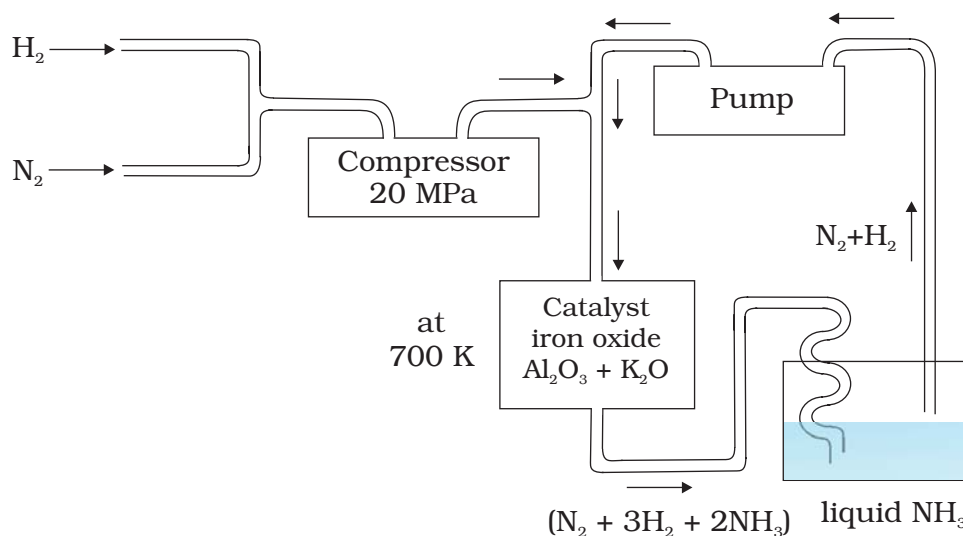 H₂
N₂
Compressor
20 MPa
Pump
N₂+H₂
at
700 K
Catalyst
iron oxide
Al₂O₃ + K₂O
(N₂ + 3H₂ + 2NH₃)
liquid NH₃